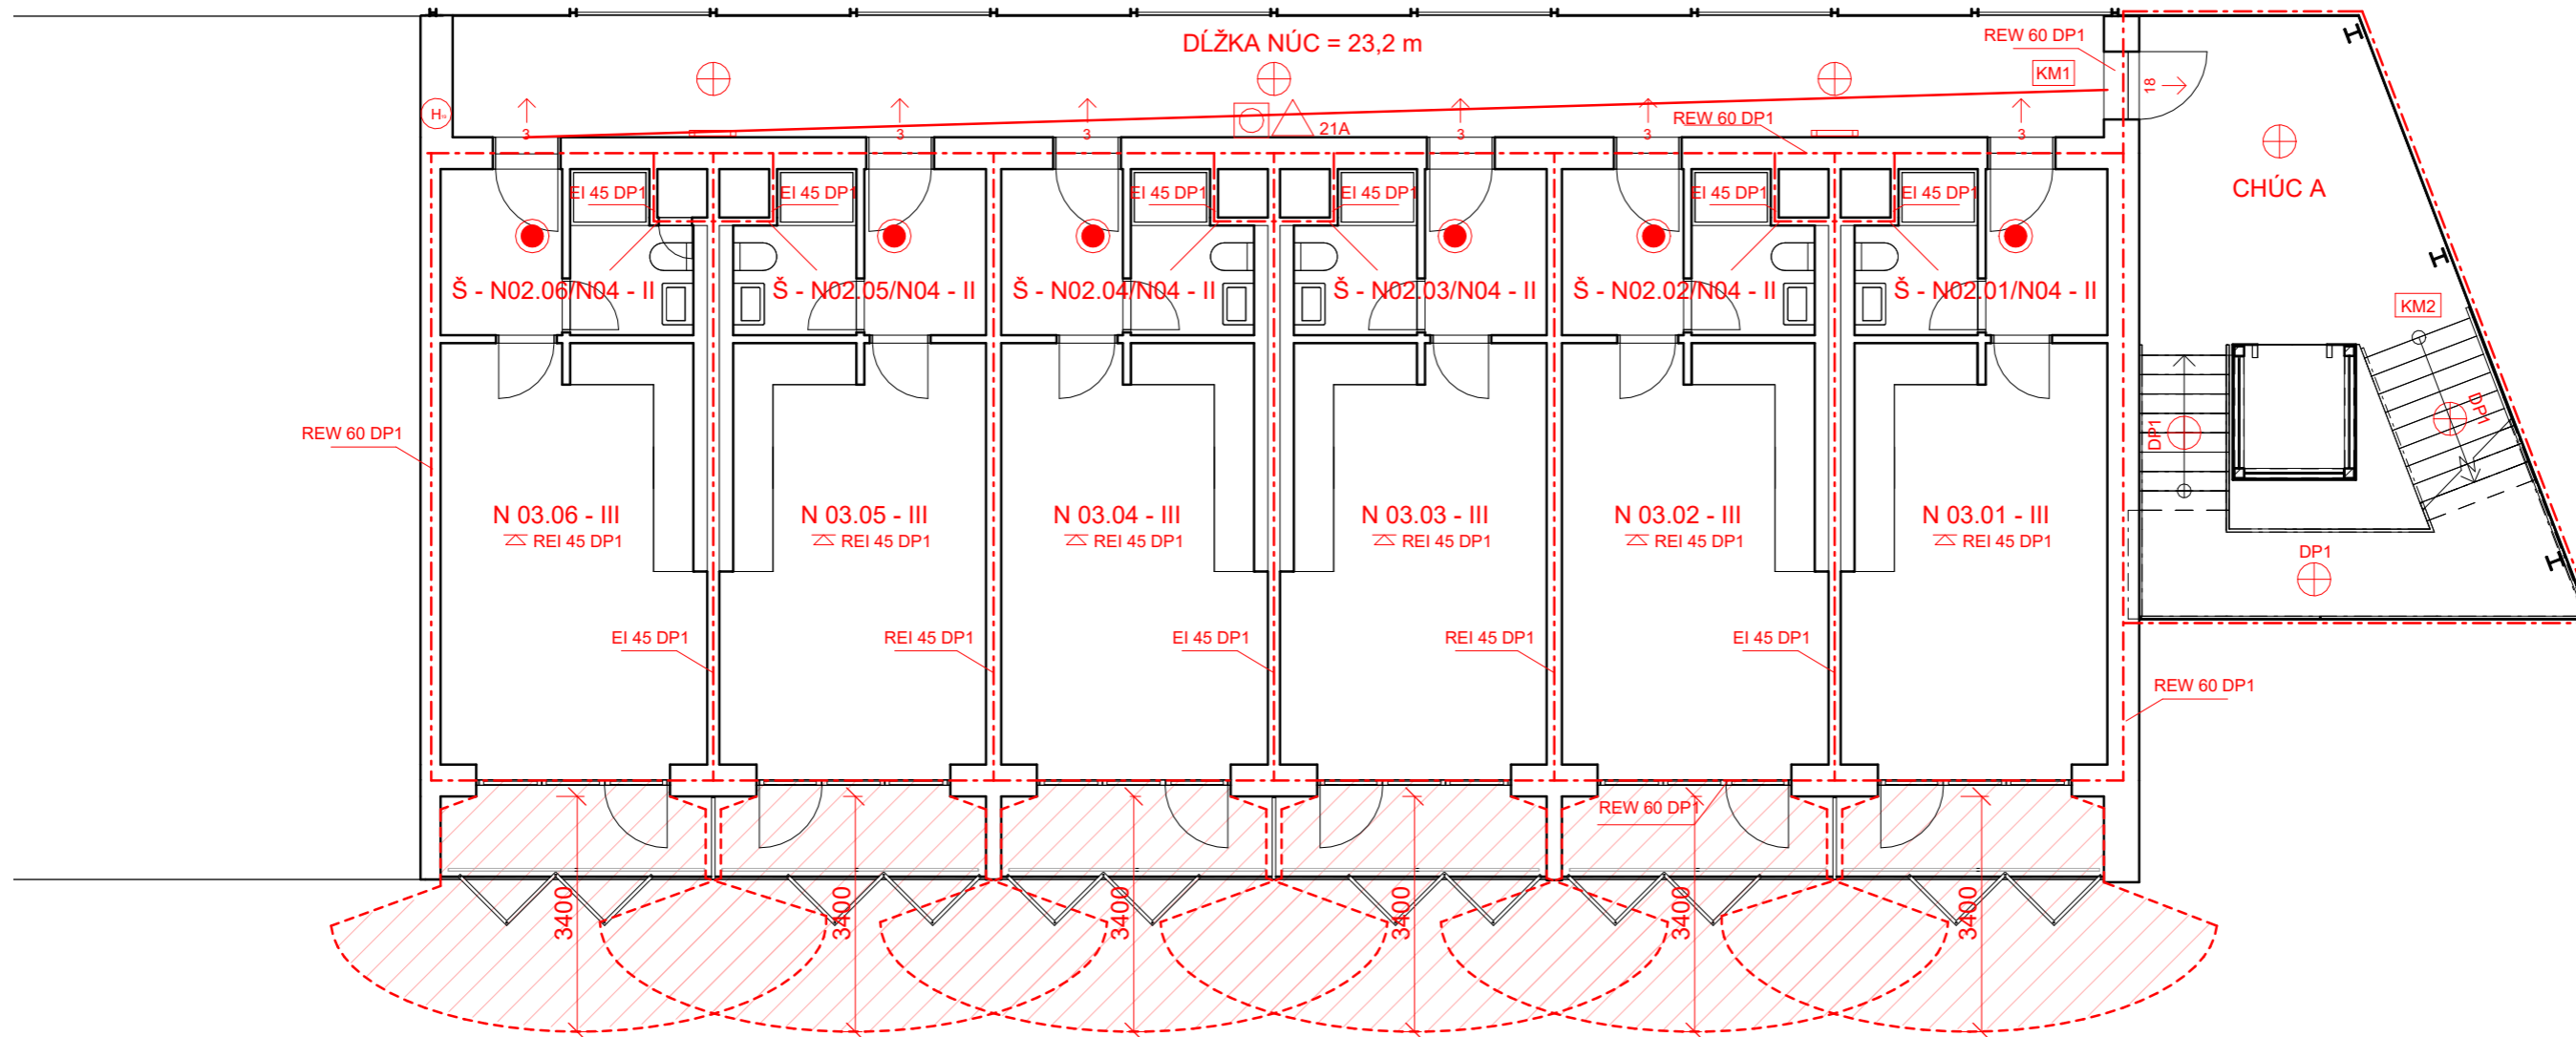 DĹŽKA NÚC = 23,2 m
REW 60 DP1
KM1
18
3
3
3
21A
3
3
REW 60 DP1
3
CHÚC A
EI 45 DP1
EI 45 DP1
EI 45 DP1
EI 45 DP1
EI 45 DP1
EI 45 DP1
Š - N02.06/N04 - II
Š - N02.05/N04 - II
Š - N02.04/N04 - II
Š - N02.03/N04 - II
Š - N02.02/N04 - II
Š - N02.01/N04 - II
KM2
DP1
DP1
REW 60 DP1
N 03.06 - III
REI 45 DP1
N 03.05 - III
REI 45 DP1
N 03.04 - III
REI 45 DP1
N 03.03 - III
REI 45 DP1
N 03.02 - III
REI 45 DP1
N 03.01 - III
REI 45 DP1
DP1
EI 45 DP1
REI 45 DP1
EI 45 DP1
REI 45 DP1
EI 45 DP1
REW 60 DP1
REW 60 DP1
3400
3400
3400
3400
3400
3400